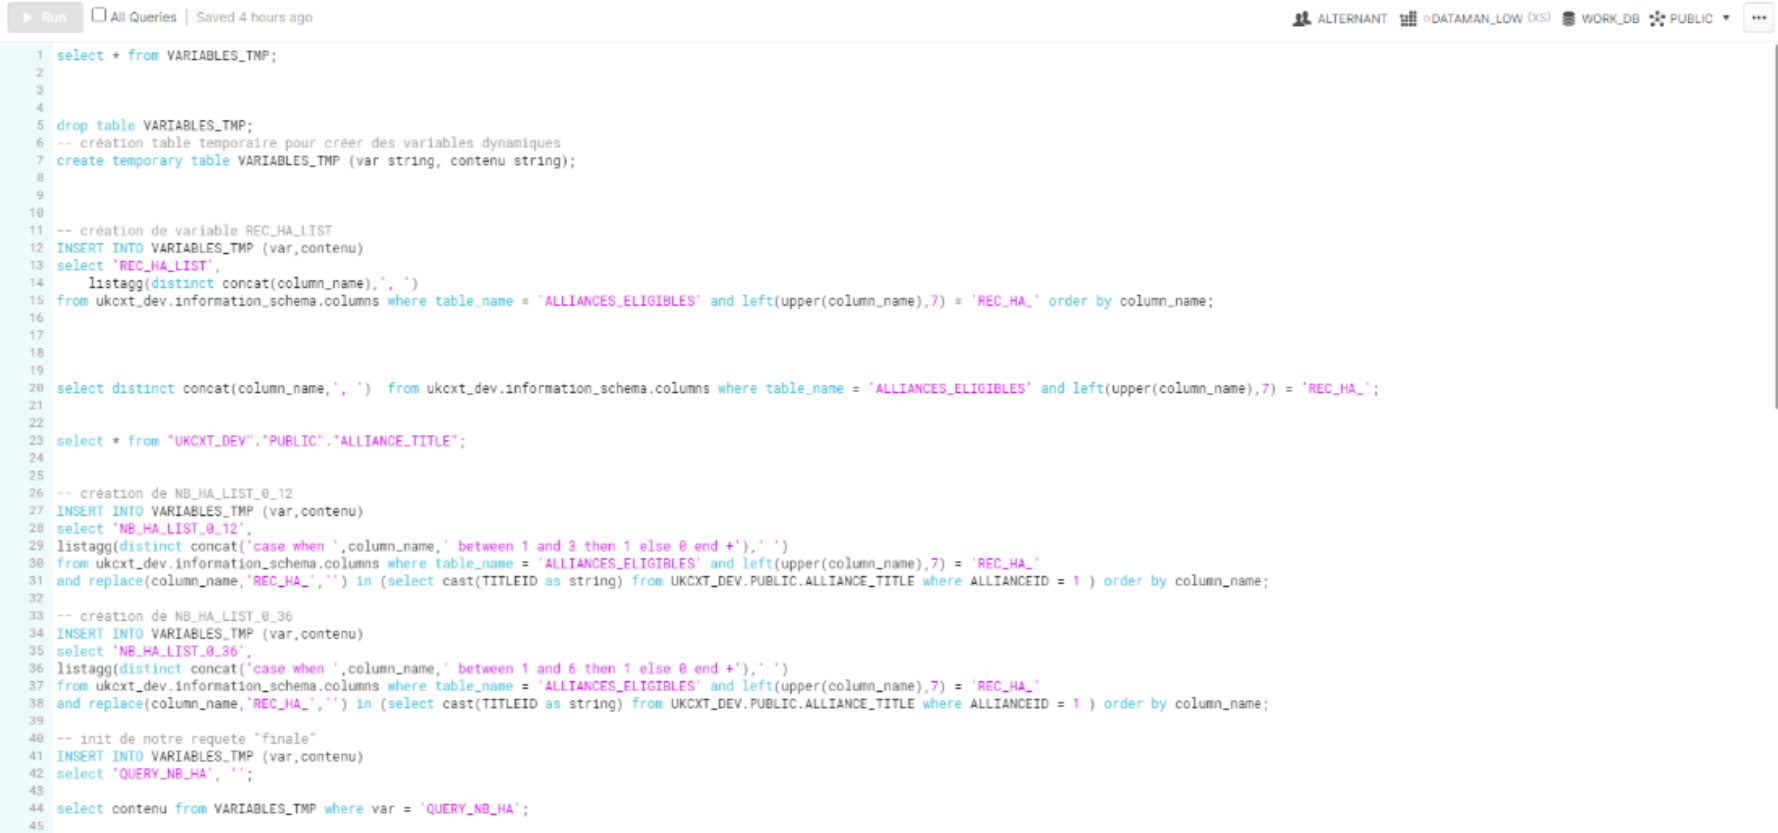 Run All Queries Saved 4 hours ago ALTERNANT DATAMAN_LOW (XS) WORK_DB PUBLIC ...
1 select * from VARIABLES_TMP;
2
3
4
5 drop table VARIABLES_TMP;
6 -- création table temporaire pour créer des variables dynamiques
7 create temporary table VARIABLES_TMP (var string, contenu string);
8
9
10
11 -- création de variable REC_HA_LIST
12 INSERT INTO VARIABLES_TMP (var,contenu)
13 select 'REC_HA_LIST',
14 listagg(distinct concat(column_name),', ')
15 from ukcxt_dev.information_schema.columns where table_name = 'ALLIANCES_ELIGIBLES' and left(upper(column_name),7) = 'REC_HA_' order by column_name;
16
17
18
19
20 select distinct concat(column_name,', ') from ukcxt_dev.information_schema.columns where table_name = 'ALLIANCES_ELIGIBLES' and left(upper(column_name),7) = 'REC_HA_';
21
22
23 select * from "UKCXT_DEV"."PUBLIC"."ALLIANCE_TITLE";
24
25
26 -- création de NB_HA_LIST_0_12
27 INSERT INTO VARIABLES_TMP (var,contenu)
28 select 'NB_HA_LIST_0_12',
29 listagg(distinct concat('case when ',column_name,' between 1 and 3 then 1 else 0 end +'),' ')
30 from ukcxt_dev.information_schema.columns where table_name = 'ALLIANCES_ELIGIBLES' and left(upper(column_name),7) = 'REC_HA_'
31 and replace(column_name,'REC_HA_','') in (select cast(TITLEID as string) from UKCXT_DEV.PUBLIC.ALLIANCE_TITLE where ALLIANCEID = 1 ) order by column_name;
32
33 -- création de NB_HA_LIST_0_36
34 INSERT INTO VARIABLES_TMP (var,contenu)
35 select 'NB_HA_LIST_0_36',
36 listagg(distinct concat('case when ',column_name,' between 1 and 6 then 1 else 0 end +'),' ')
37 from ukcxt_dev.information_schema.columns where table_name = 'ALLIANCES_ELIGIBLES' and left(upper(column_name),7) = 'REC_HA_'
38 and replace(column_name,'REC_HA_','') in (select cast(TITLEID as string) from UKCXT_DEV.PUBLIC.ALLIANCE_TITLE where ALLIANCEID = 1 ) order by column_name;
39
40 -- init de notre requete "finale"
41 INSERT INTO VARIABLES_TMP (var,contenu)
42 select 'QUERY_NB_HA', '';
43
44 select contenu from VARIABLES_TMP where var = 'QUERY_NB_HA';
45